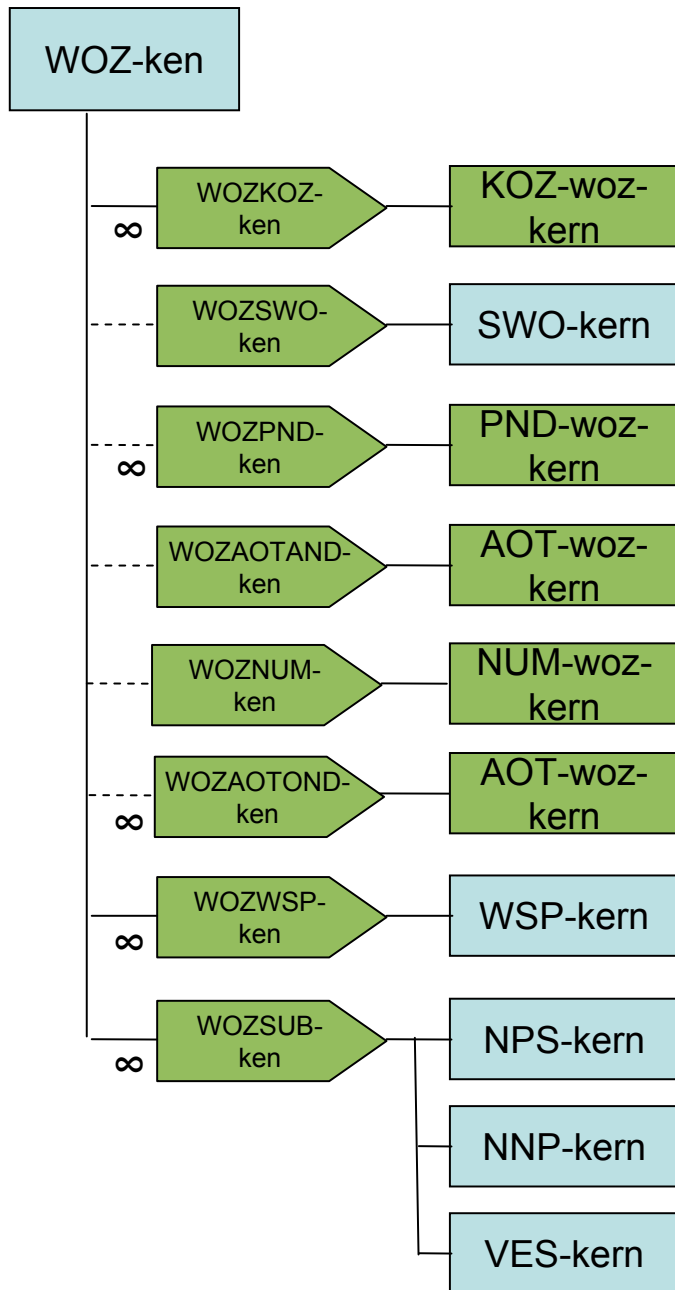 WOZ-ken
WOZKOZ-
ken
KOZ-woz-
kern
∞
WOZSWO-
ken
SWO-kern
WOZPND-
ken
PND-woz-
kern
∞
WOZAOTAND-
ken
AOT-woz-
kern
WOZNUM-
ken
NUM-woz-
kern
WOZAOTOND-
ken
AOT-woz-
kern
∞
WOZWSP-
ken
WSP-kern
∞
WOZSUB-
ken
NPS-kern
∞
NNP-kern
VES-kern